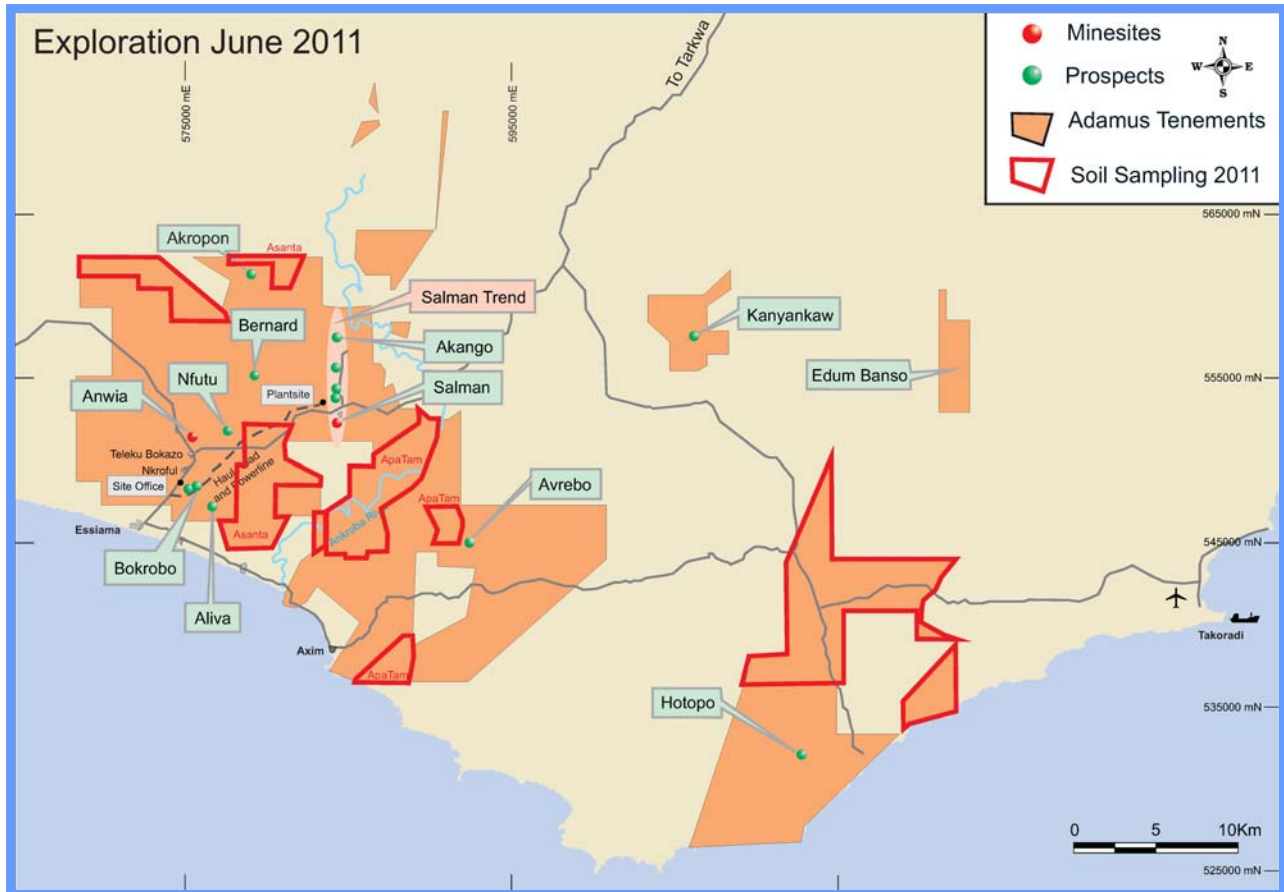 Exploration June 2011
Minesites
Prospects
Adamus Tenements
Soil Sampling 2011
N
W
E
S
To Tarkwa
575000 mE
595000 mE
565000 mN
Akropon
Asanta
Salman Trend
Bernard
Akango
Kanyankaw
Nfutu
Salman
Edum Banso
555000 mN
Anwia
Plantsite
Teleku Bokazo
Nkroful
Site Office
Haul Road
and Powerline
ApaTam
ApaTam
Avrebo
Essiama
Asanta
Bokrobo
Aliva
545000 mN
Takoradi
Axim
ApaTam
Hotopo
535000 mN
0
5
10Km
525000 mN